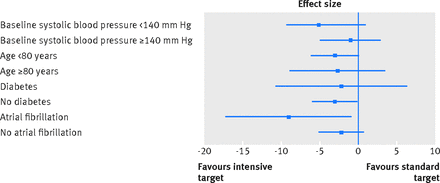 Effect size
Baseline systolic blood pressure <140 mm Hg
Baseline systolic blood pressure ≥140 mm Hg
Age <80 years
Age ≥80 years
Diabetes
No diabetes
Atrial fibrillation
No atrial fibrillation
-20 -15 -10 -5 0 5 10
Favours intensive Favours standard
target target